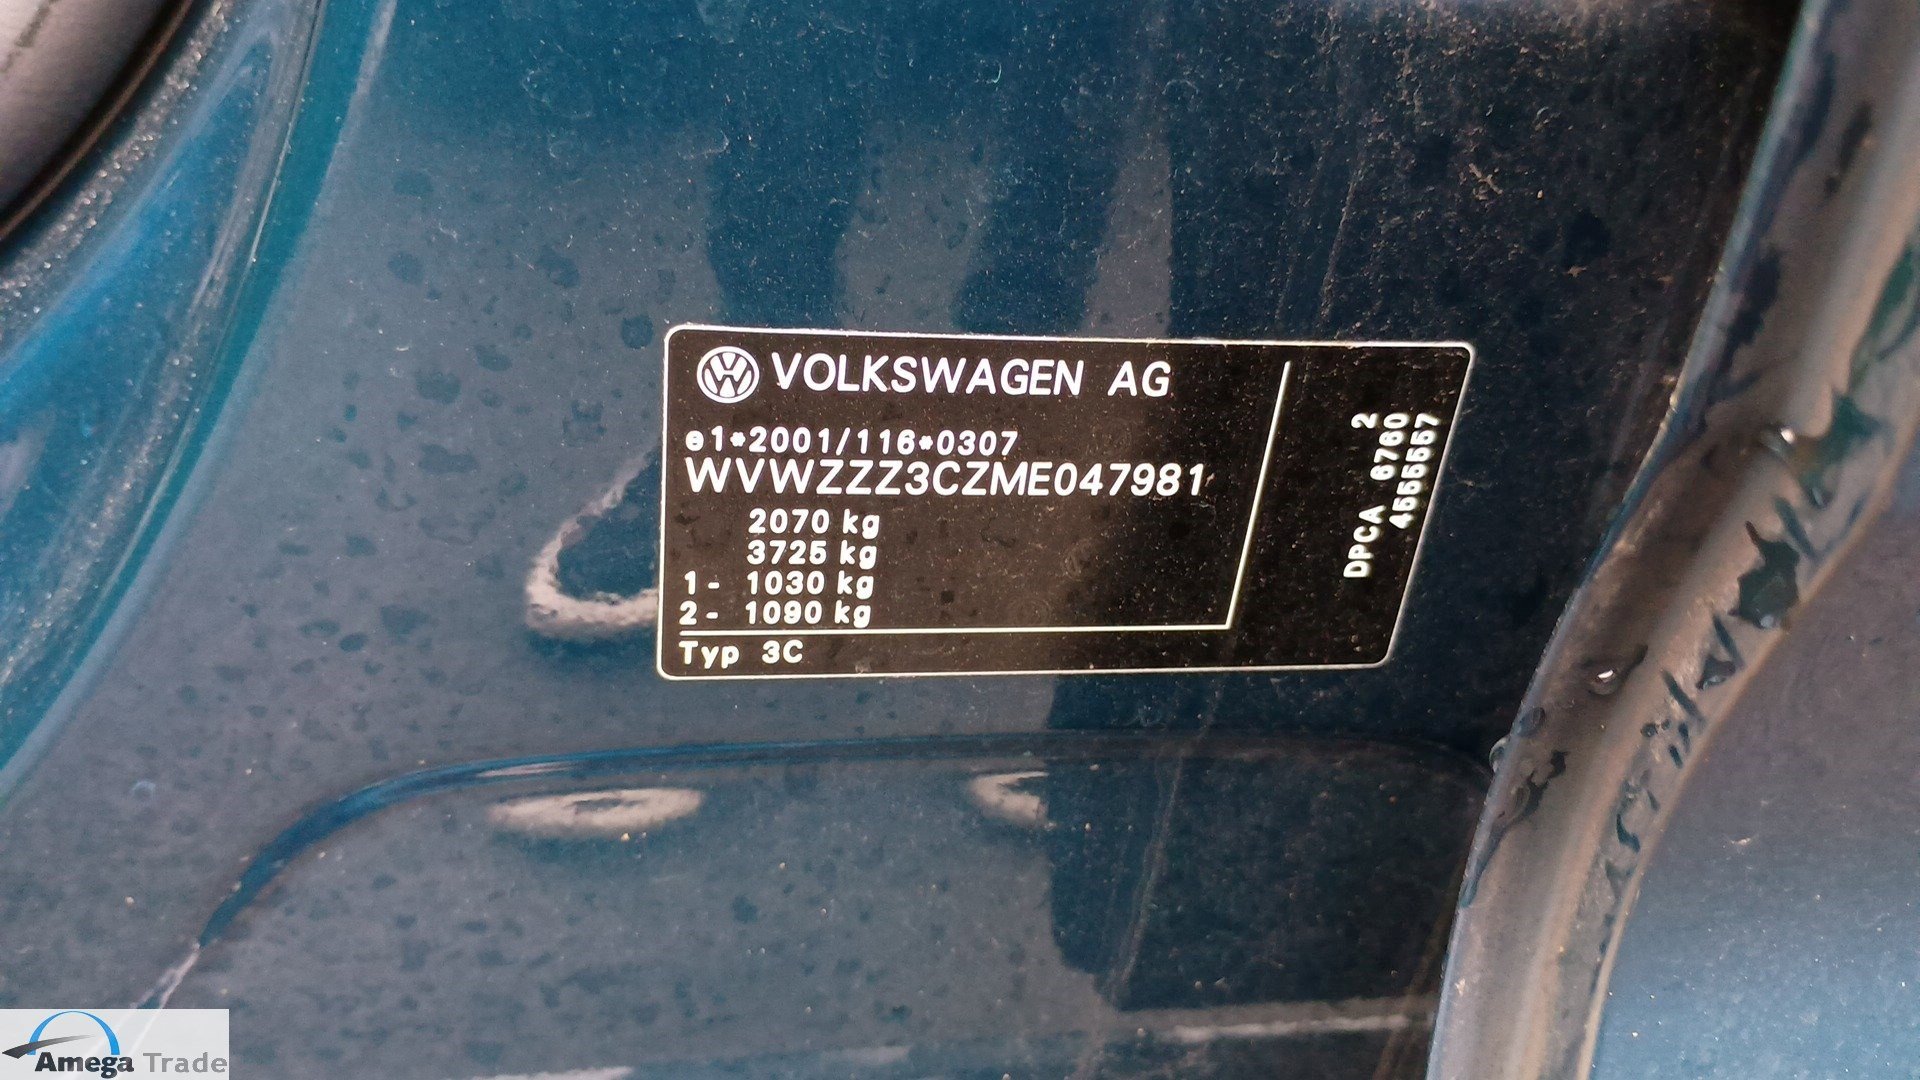 VOLKSWAGEN AG
e1*2001/116*0307
WVWZZZ3CZME047981
2070 kg
3725 kg
1- 1030 kg
2- 1090 kg
Typ 3C
2
DPCA 6760
4555557
Amega Trade